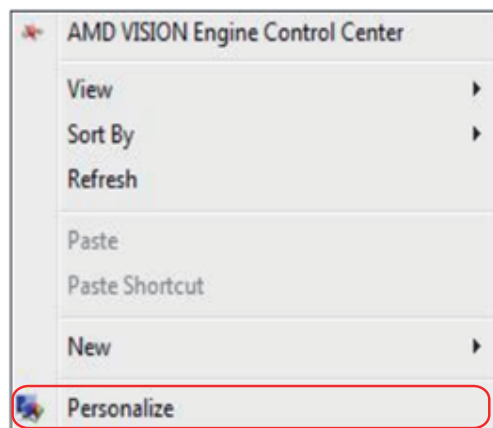 AMD VISION Engine Control Center
View
Sort By
Refresh
Paste
Paste Shortcut
New
Personalize